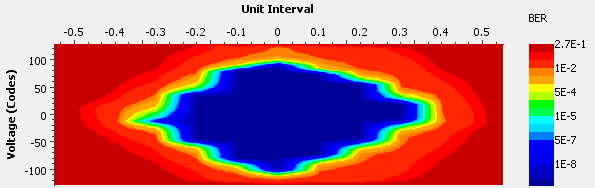 Unit Interval
BER
-0.5 -0.4 -0.3 -0.2 -0.1 0 0.1 0.2 0.3 0.4 0.5
2.7E-1
1E-2
5E-4
1E-5
5E-7
1E-8
Voltage (Codes)
100
50
0
-50
-100